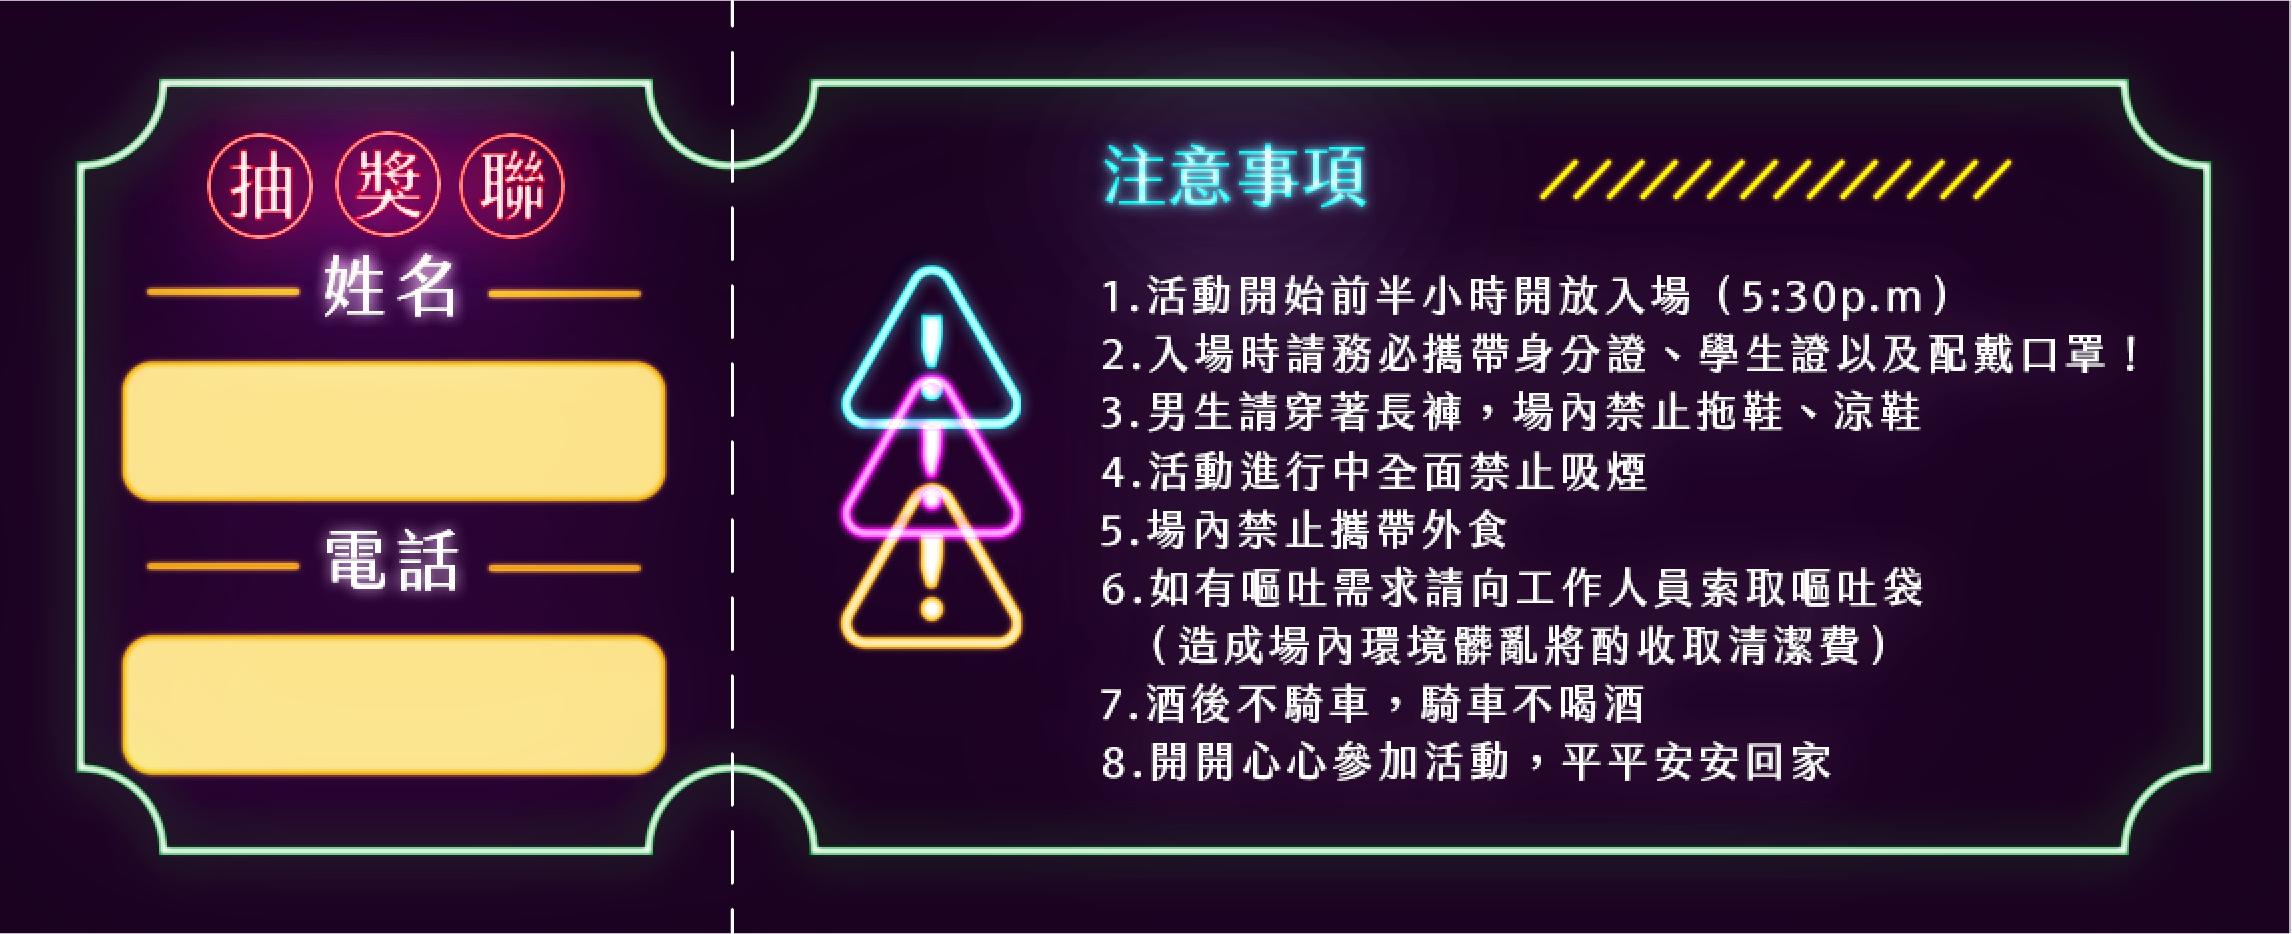 抽獎聯
姓名
電話
注意事項
1.活動開始前半小時開放入場（5:30p.m）
2.入場時請務必攜帶身分證、學生證以及配戴口罩！
3.男生請穿著長褲，場內禁止拖鞋、涼鞋
4.活動進行中全面禁止吸煙
5.場內禁止攜帶外食
6.如有嘔吐需求請向工作人員索取嘔吐袋
（造成場內環境髒亂將酌收取清潔費）
7.酒後不騎車，騎車不喝酒
8.開開心心參加活動，平平安安回家